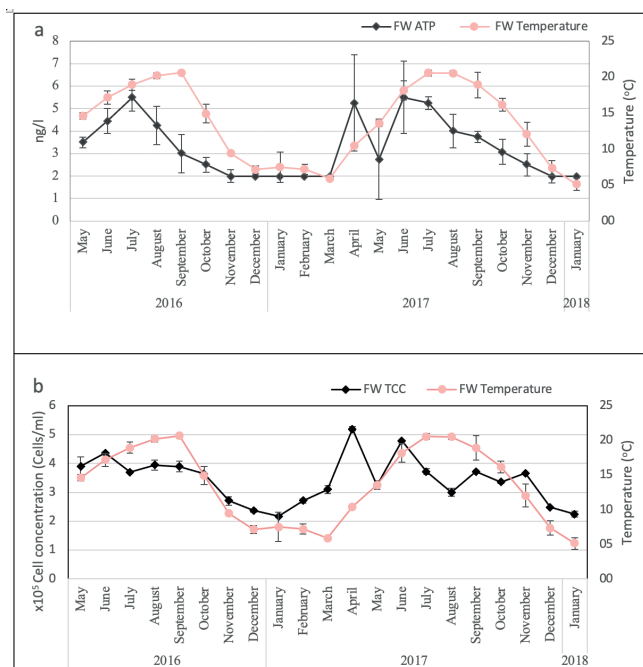 a
FW ATP FW Temperature
8 25
7
6 20
5 15
4
3 10
2 05
1
0 00
ng/l
Temperature (°C)
May June July August September October November December January February March April May June July August September October November December January
2016 2017 2018
b
FW TCC FW Temperature
6 25
5 20
4 15
3
2 10
1 05
0 00
x10⁵ Cell concentration (Cells/ml)
Temperature (°C)
May June July August September October November December January February March April May June July August September October November December January
2016 2017 2018